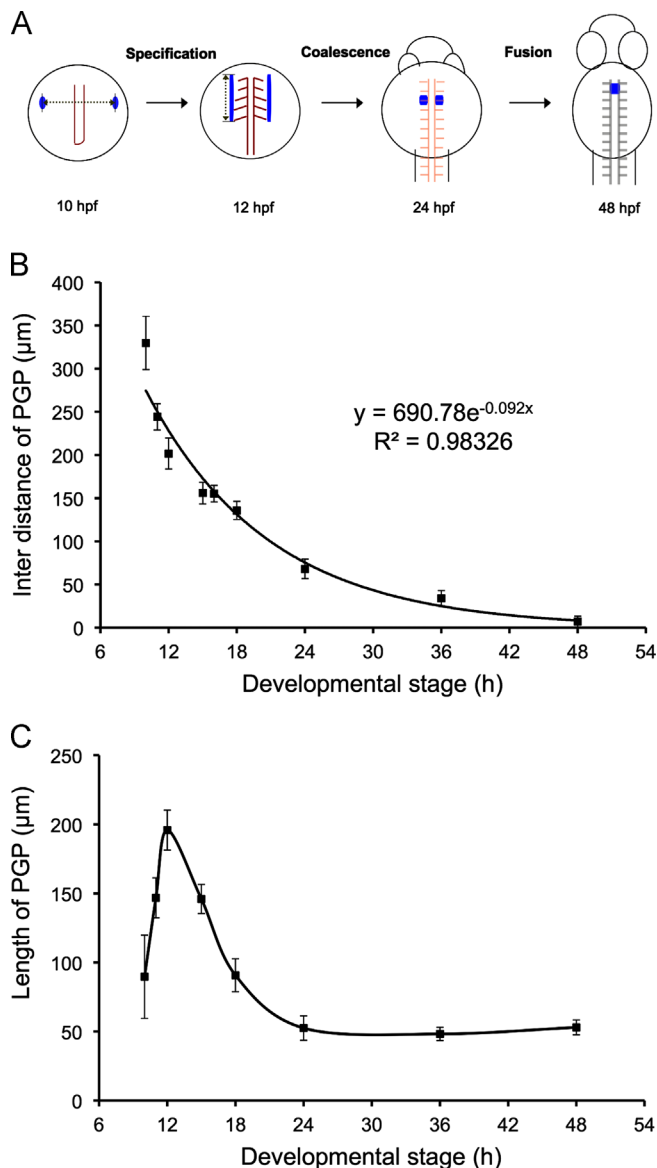 A
Specification
Coalescence
Fusion
10 hpf
12 hpf
24 hpf
48 hpf
B
400
350
300
250
200
150
100
50
0
Inter distance of PGP (µm)
y = 690.78e^-0.092x
R² = 0.98326
6 12 18 24 30 36 42 48 54
Developmental stage (h)
C
250
200
150
100
50
0
Length of PGP (µm)
6 12 18 24 30 36 42 48 54
Developmental stage (h)